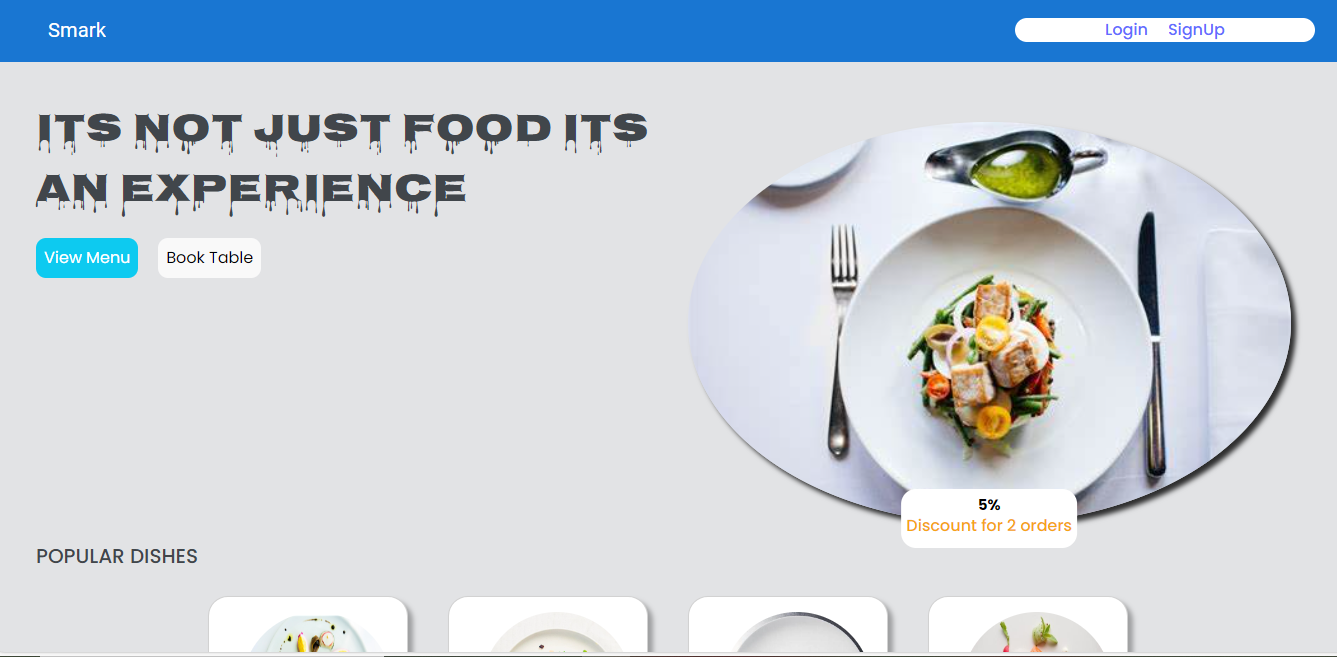 Smark
Login SignUp
ITS NOT JUST FOOD ITS
AN EXPERIENCE
View Menu Book Table
5%
Discount for 2 orders
POPULAR DISHES